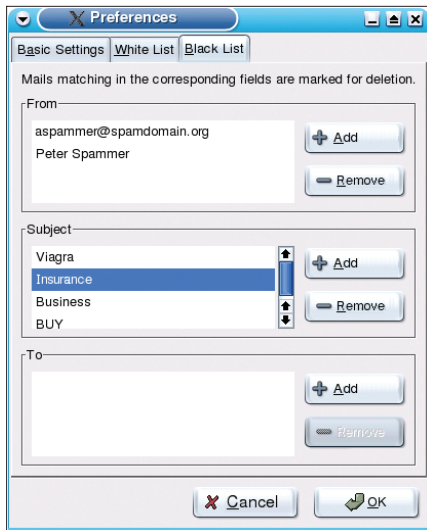 Preferences
Basic Settings White List Black List
Mails matching in the corresponding fields are marked for deletion.
From
aspammer@spamdomain.org
Peter Spammer
Add
Remove
Subject
Viagra
Insurance
Business
BUY
Add
Remove
To
Add
Remove
Cancel OK